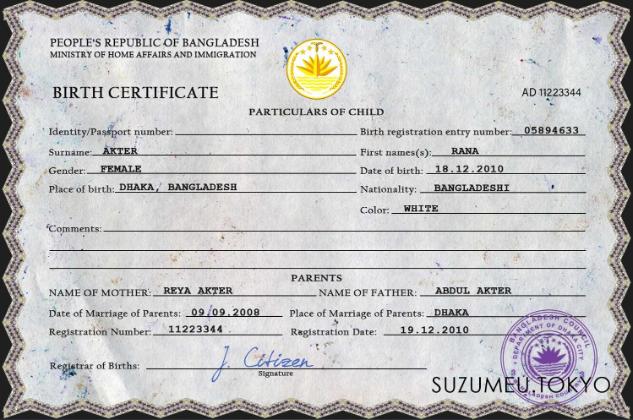 PEOPLE'S REPUBLIC OF BANGLADESH
MINISTRY OF HOME AFFAIRS AND IMMIGRATION
BIRTH CERTIFICATE
AD 11223344
PARTICULARS OF CHILD
Identity/Passport number:
Birth registration entry number: 05894633
Surname: AKTER
First names(s): RANA
Gender: FEMALE
Date of birth: 18.12.2010
Place of birth: DHAKA, BANGLADESH
Nationality: BANGLADESHI
Color: WHITE
Comments:
PARENTS
NAME OF MOTHER: REYA AKTER
NAME OF FATHER: ABDUL AKTER
Date of Marriage of Parents: 09/09.2008
Place of Marriage of Parents: DHAKA
Registration Number: 11223344
Registration Date: 19.12.2010
Registrar of Births: J. Citizen
Signature
BANGLADESH COUNCIL
DEPARTMENT OF DHAKA CITY
SUZUMEU,TOKYO